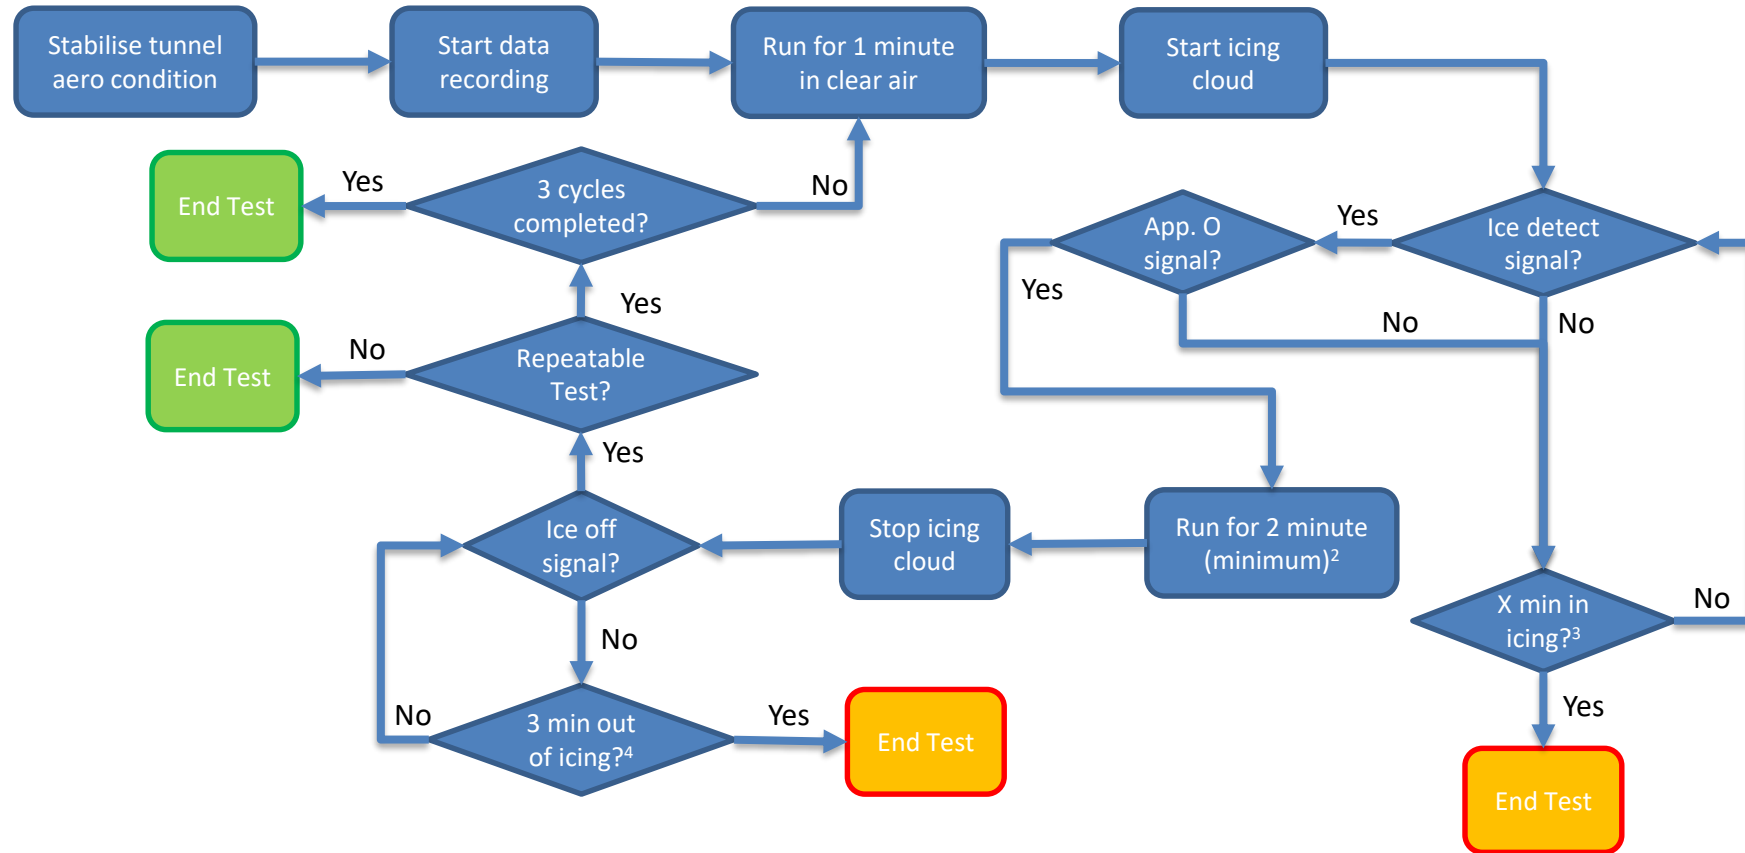 Stabilise tunnel
aero condition
Start data
recording
Run for 1 minute
in clear air
Start icing
cloud
End Test
Yes
3 cycles
completed?
No
App. O
signal?
Yes
Ice detect
signal?
Yes
Yes
No
No
End Test
No
Repeatable
Test?
Yes
Ice off
signal?
Stop icing
cloud
Run for 2 minute
(minimum)²
No
X min in
icing?³
No
No
3 min out
of icing?⁴
Yes
End Test
Yes
End Test